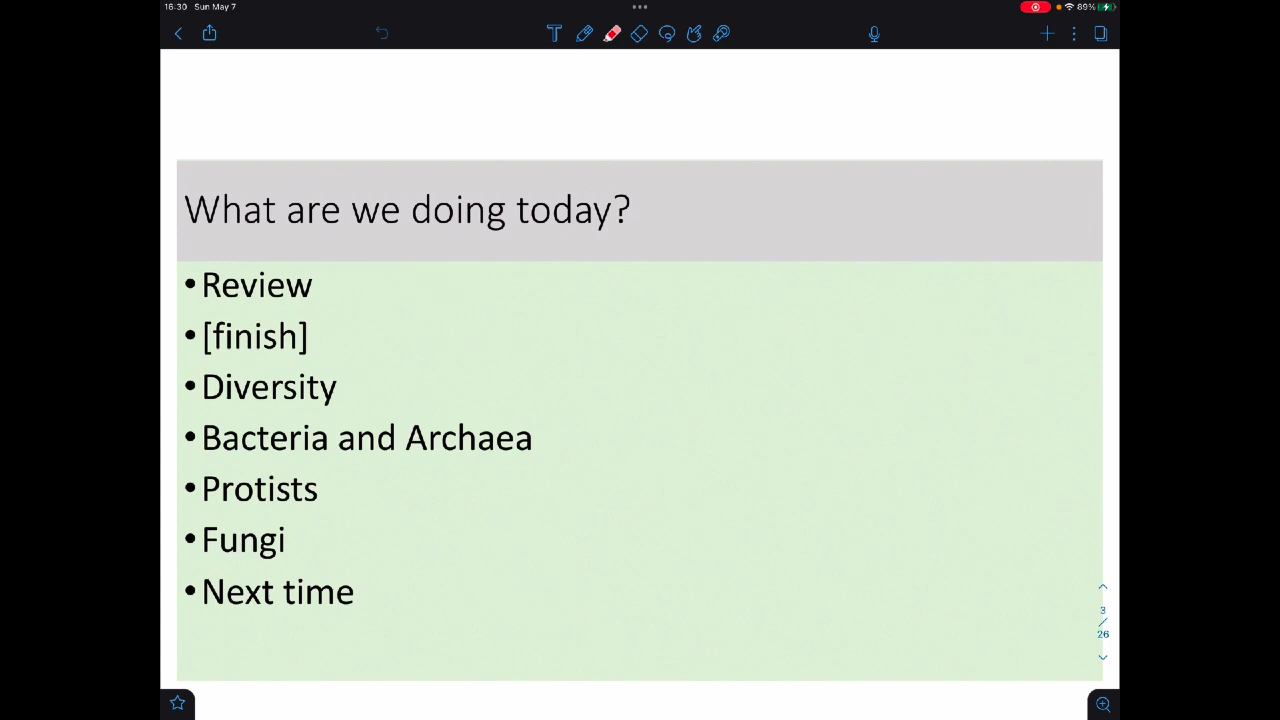 16:30 Sun May 7
89%
What are we doing today?
•Review
•[finish]
•Diversity
•Bacteria and Archaea
•Protists
•Fungi
•Next time
3
/
26